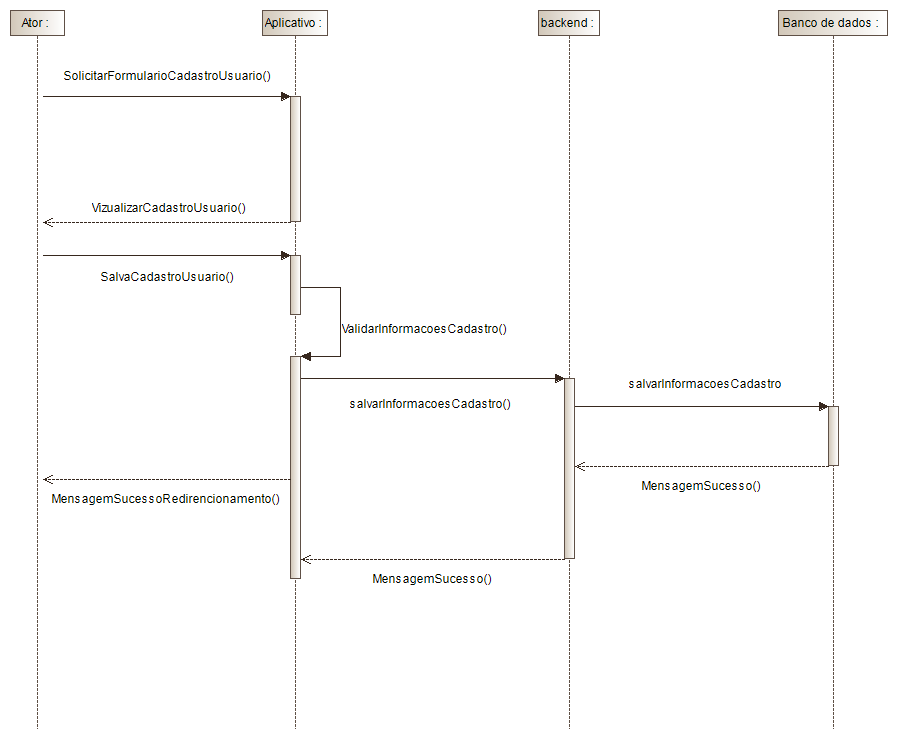 Ator :
Aplicativo :
backend :
Banco de dados :
SolicitarFormularioCadastroUsuario()
VizualizarCadastroUsuario()
SalvaCadastroUsuario()
ValidarInformacoesCadastro()
salvarInformacoesCadastro()
salvarInformacoesCadastro
MensagemSucesso()
MensagemSucessoRedirencionamento()
MensagemSucesso()